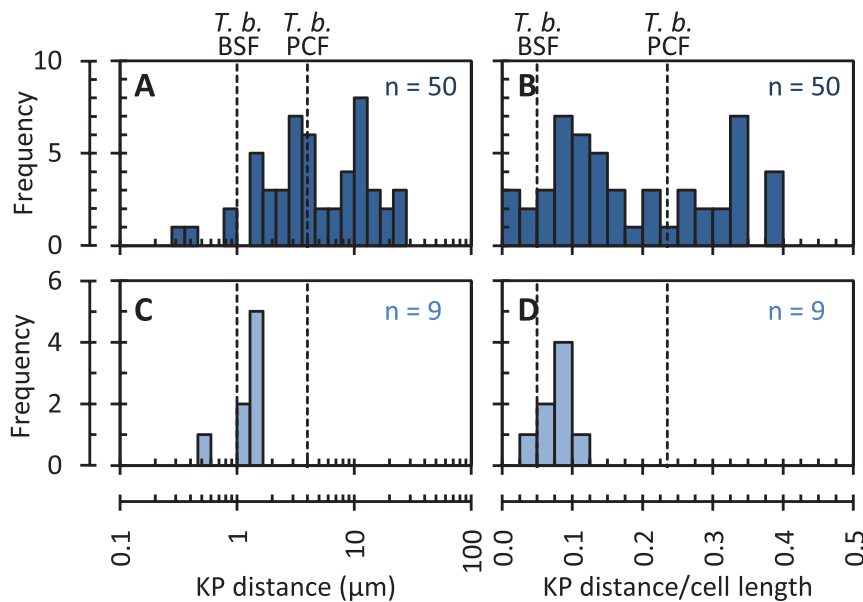 T. b. T. b. T. b. T. b.
BSF PCF BSF PCF
10 A n = 50 B n = 50
Frequency
5
0
6 C n = 9 D n = 9
Frequency
4
2
0
0.1 1 10 100 0.0 0.1 0.2 0.3 0.4 0.5
KP distance (μm) KP distance/cell length